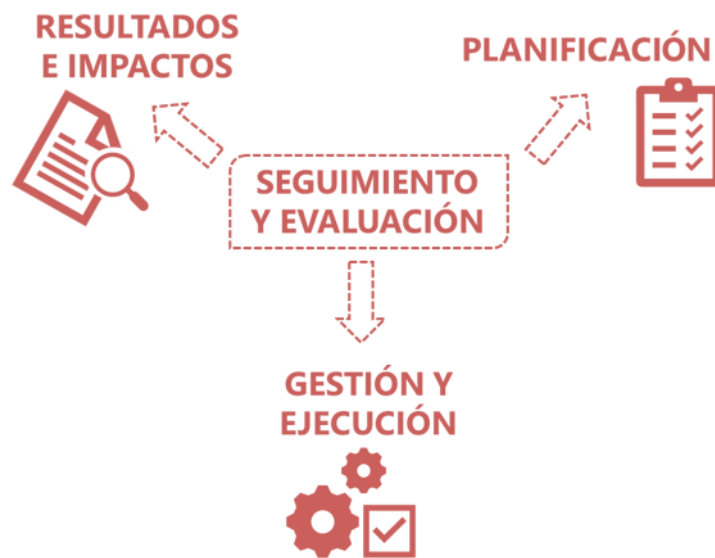 RESULTADOS
E IMPACTOS
PLANIFICACIÓN
SEGUIMIENTO
Y EVALUACIÓN
GESTIÓN Y
EJECUCIÓN